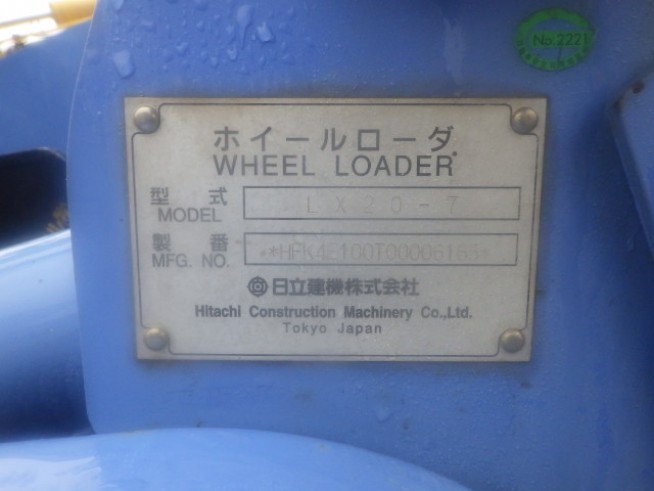 No.2221
ホイールローダ
WHEEL LOADER
型式 LX20-7
MODEL
製番
MFG. NO.
日立建機株式会社
Hitachi Construction Machinery Co.,Ltd.
Tokyo Japan